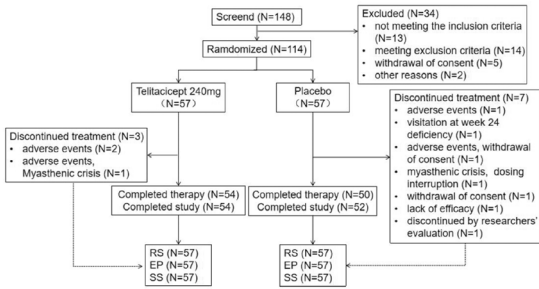 Screend (N=148)
Excluded (N=34)
• not meeting the inclusion criteria
(N=13)
• meeting exclusion criteria (N=14)
• withdrawal of consent (N=5)
• other reasons (N=2)
Randomized (N=114)
Telitacicept 240mg
(N=57)
Placebo
(N=57)
Discontinued treatment (N=3)
• adverse events (N=2)
• adverse events,
Myasthenic crisis (N=1)
Discontinued treatment (N=7)
• adverse events (N=1)
• visitation at week 24
deficiency (N=1)
• adverse events, withdrawal
of consent (N=1)
• myasthenic crisis, dosing
interruption (N=1)
• withdrawal of consent (N=1)
• lack of efficacy (N=1)
• discontinued by researchers'
evaluation (N=1)
Completed therapy (N=54)
Completed study (N=54)
Completed therapy (N=50)
Completed study (N=52)
RS (N=57)
EP (N=57)
SS (N=57)
RS (N=57)
EP (N=57)
SS (N=57)